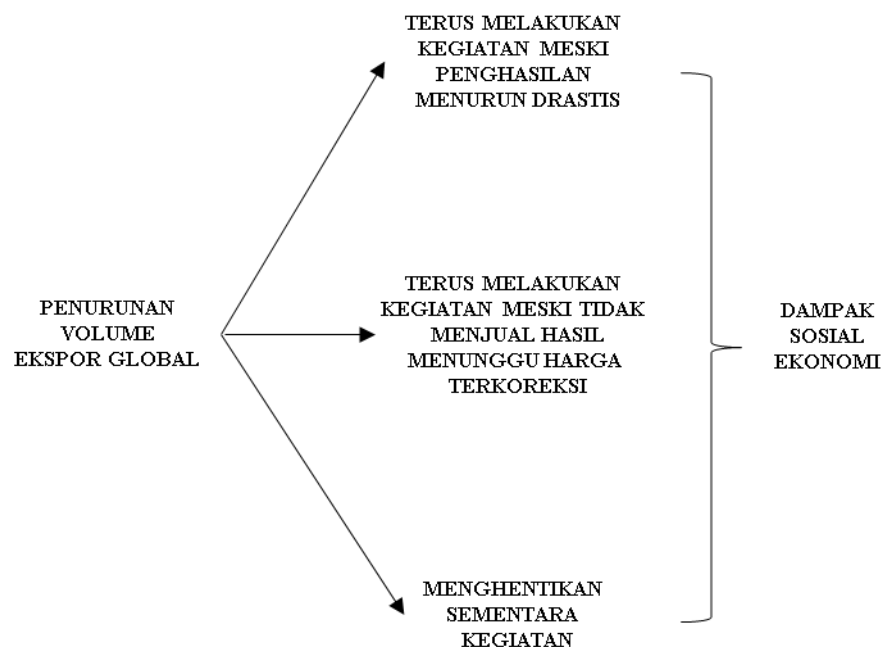 TERUS MELAKUKAN
KEGIATAN MESKI
PENGHASILAN
MENURUN DRASTIS
PENURUNAN
VOLUME
EKSPOR GLOBAL
TERUS MELAKUKAN
KEGIATAN MESKI TIDAK
MENJUAL HASIL
MENUNGGU HARGA
TERKOREKSI
DAMPAK
SOSIAL
EKONOMI
MENGHENTIKAN
SEMENTARA
KEGIATAN